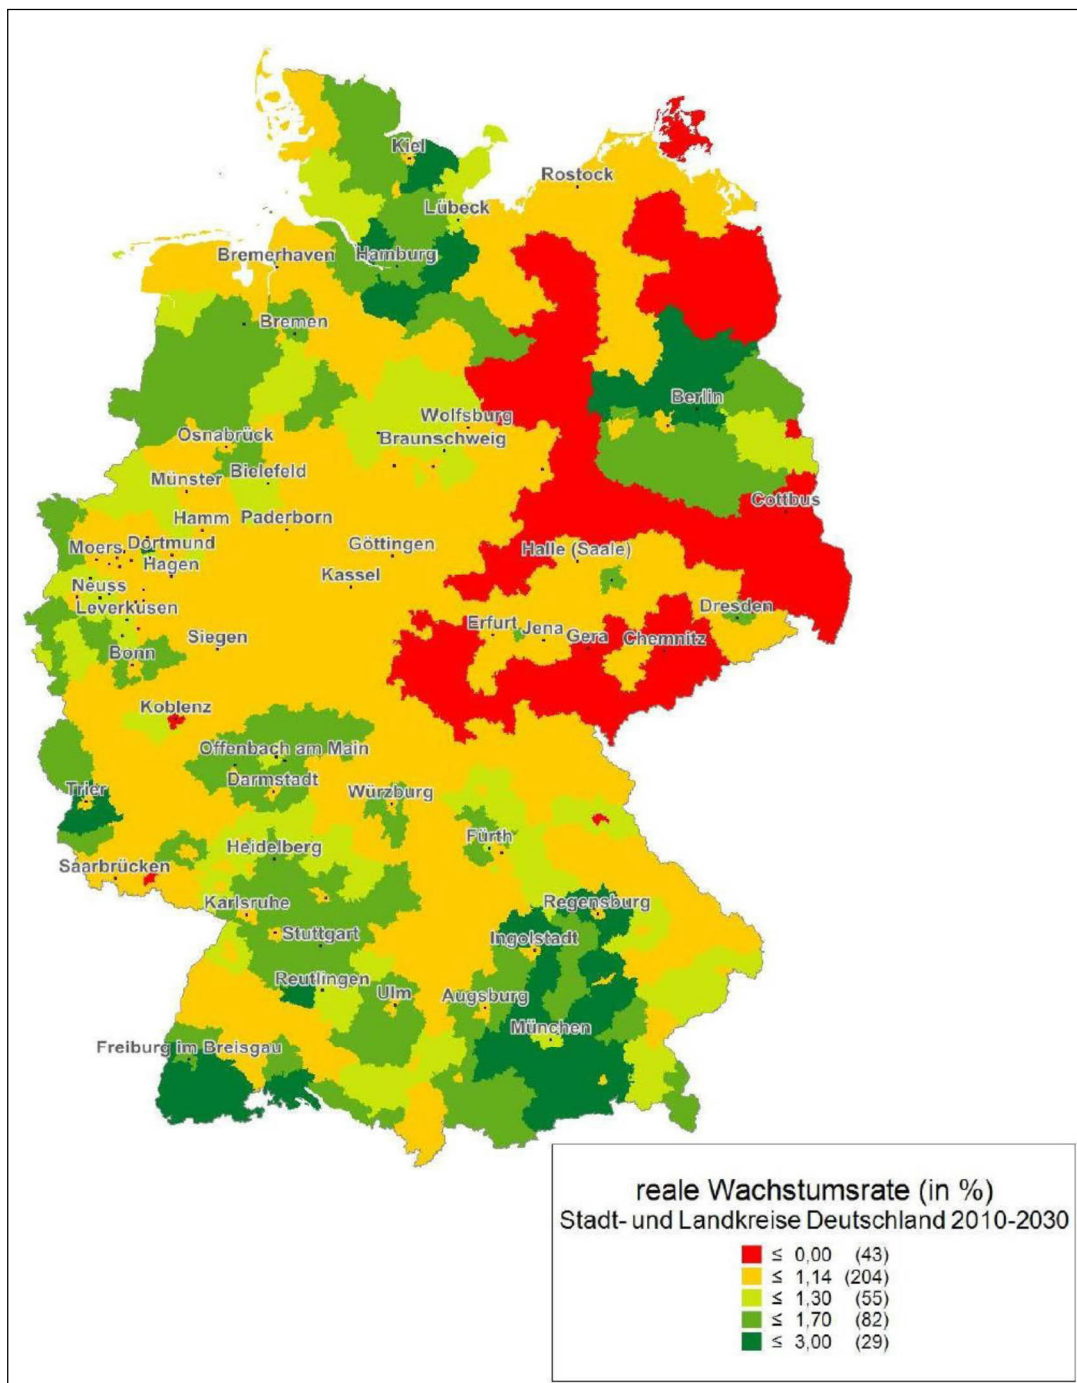 Kiel
Rostock
Lübeck
Bremerhaven
Hamburg
Bremen
Berlin
Wolfsburg
Osnabrück
Braunschweig
Bielefeld
Münster
Cottbus
Hamm
Paderborn
Moers
Dortmund
Göttingen
Halle (Saale)
Hagen
Kassel
Neuss
Leverkusen
Dresden
Erfurt
Jena
Gera
Chemnitz
Siegen
Bonn
Koblenz
Offenbach am Main
Trier
Darmstadt
Würzburg
Fürth
Heidelberg
Saarbrücken
Karlsruhe
Regensburg
Stuttgart
Ingolstadt
Reutlingen
Ulm
Augsburg
München
Freiburg im Breisgau
reale Wachstumsrate (in %)
Stadt- und Landkreise Deutschland 2010-2030
≤ 0,00 (43)
≤ 1,14 (204)
≤ 1,30 (55)
≤ 1,70 (82)
≤ 3,00 (29)